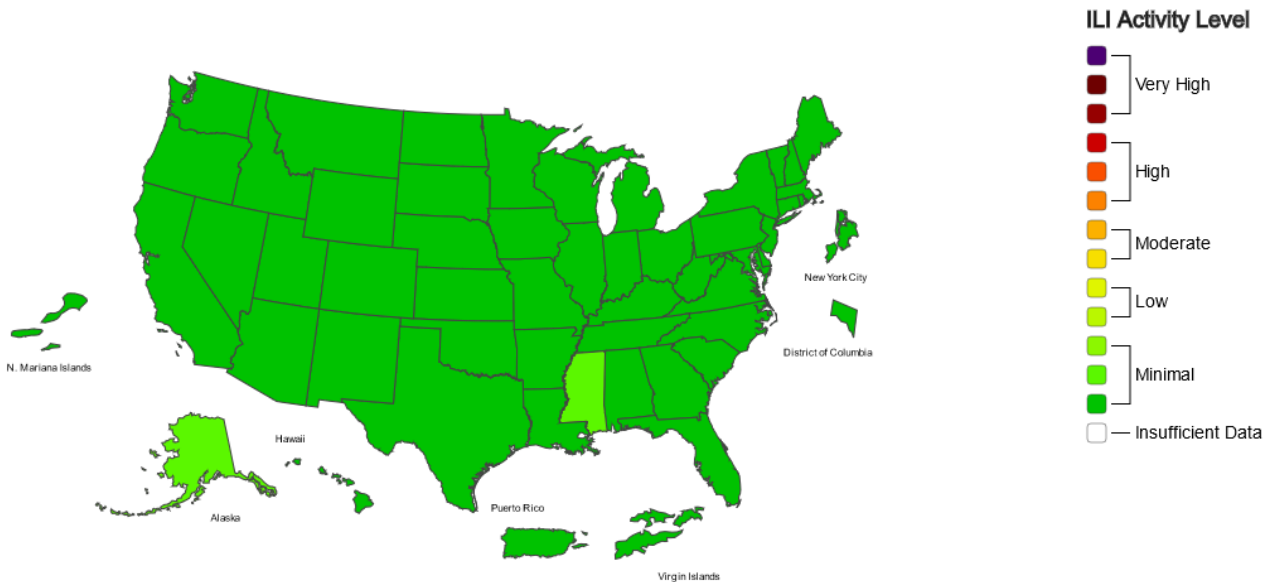 ILI Activity Level
Very High
High
Moderate
Low
Minimal
Insufficient Data
New York City
District of Columbia
N. Mariana Islands
Hawaii
Alaska
Puerto Rico
Virgin Islands